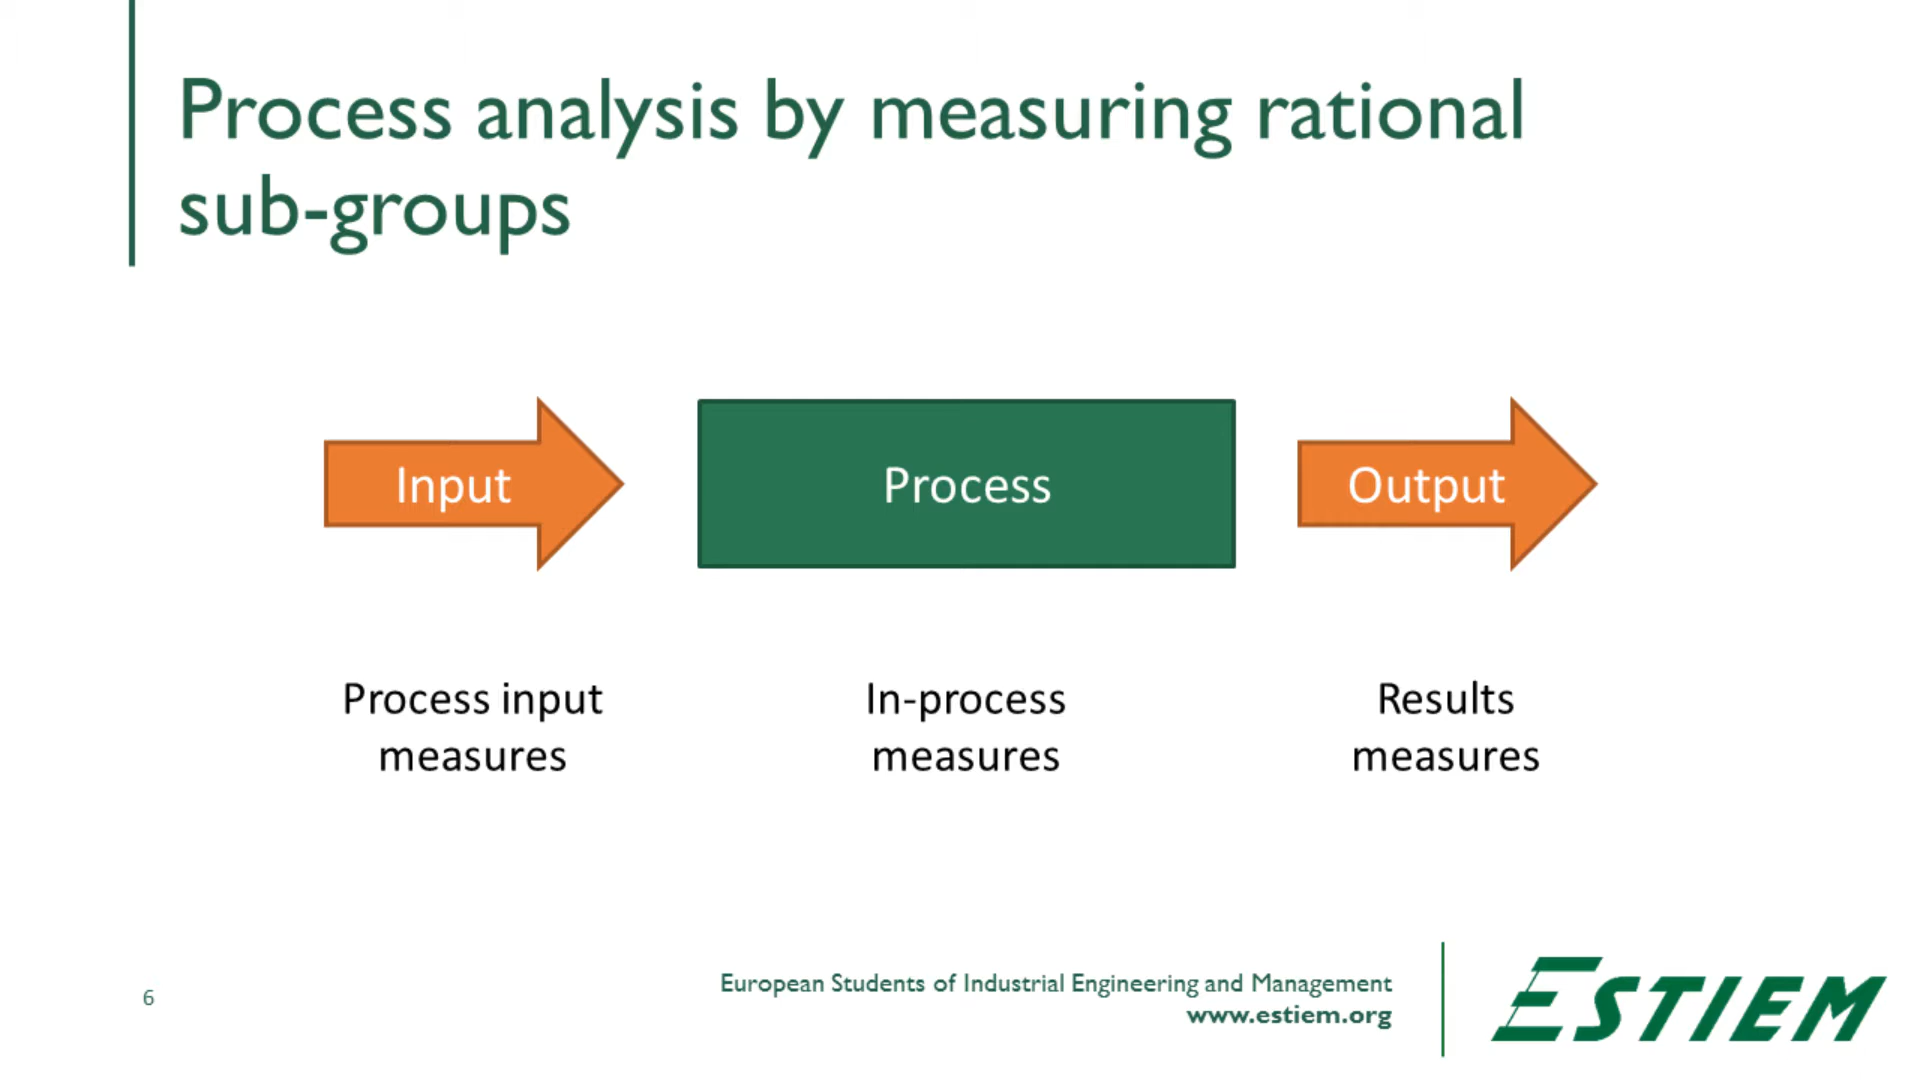 Process analysis by measuring rational
sub-groups
Input
Process
Output
Process input
measures
In-process
measures
Results
measures
6
European Students of Industrial Engineering and Management
www.estiem.org
ESTIEM